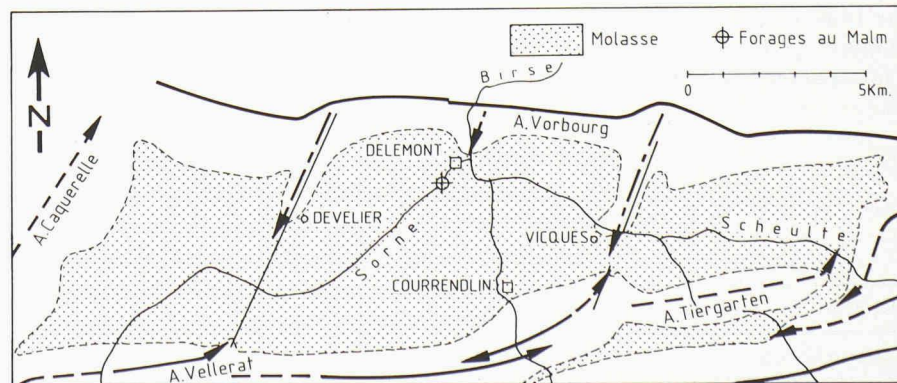 Molasse
Forages au Malm
Birse
0 5Km.
N
A.Vorbourg
DELEMONT
A.Caquerelle
DEVELIER
VICQUES
Scheulte
Sorne
COURRENDLIN
A.Tiergarten
A.Vellerat